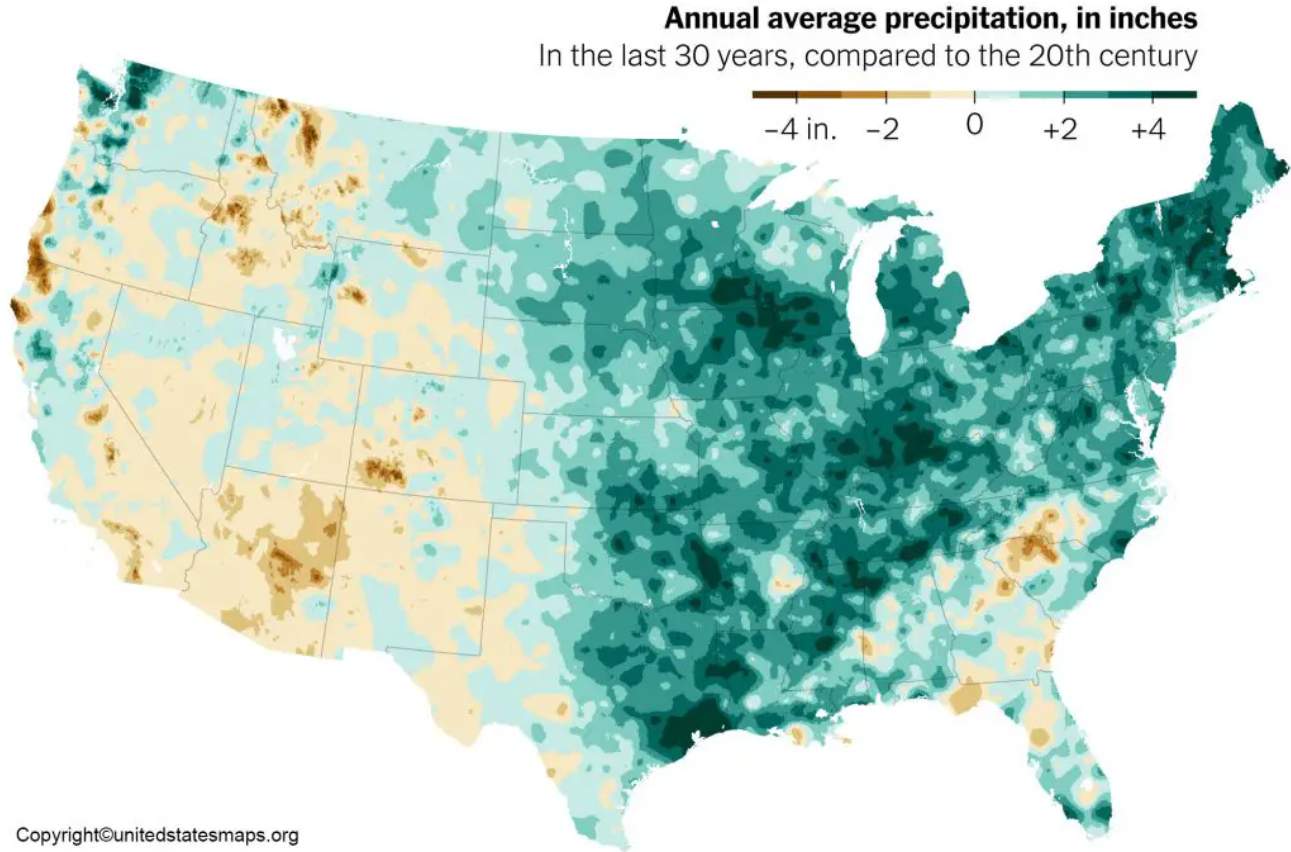 Annual average precipitation, in inches
In the last 30 years, compared to the 20th century
−4 in. −2 0 +2 +4
Copyright©unitedstatesmaps.org